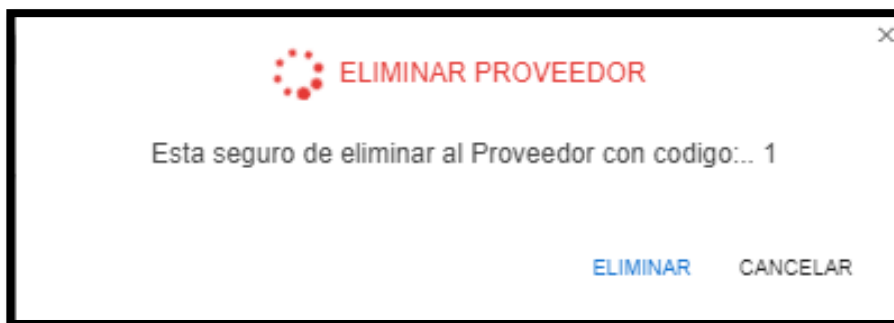 ELIMINAR PROVEEDOR
Esta seguro de eliminar al Proveedor con codigo:.. 1
ELIMINAR CANCELAR